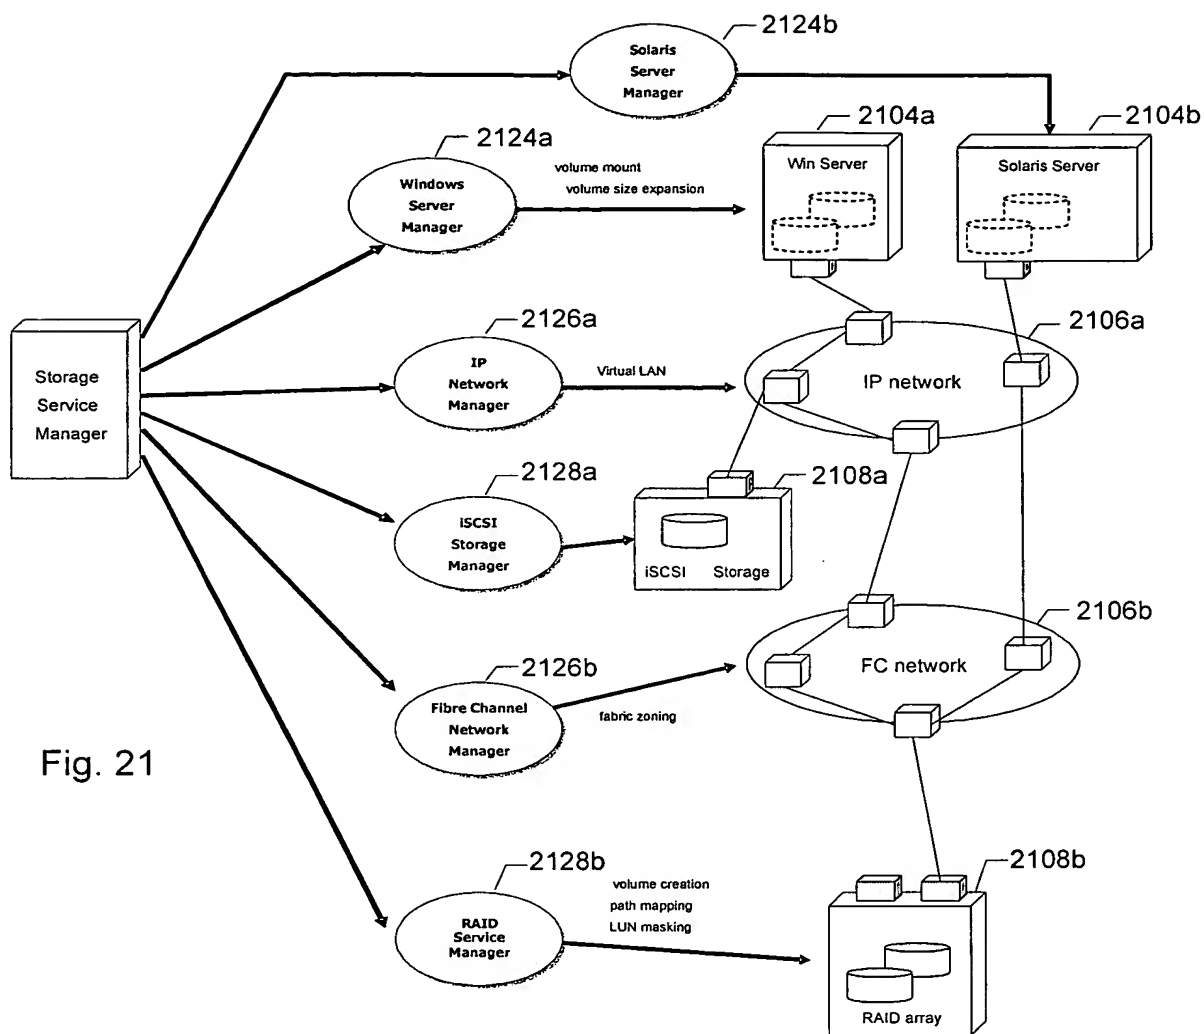 2124b
Solaris
Server
Manager
2104a
2104b
2124a
Win Server
Solaris Server
volume mount
volume size expansion
Windows
Server
Manager
2126a
2106a
Storage
Service
Manager
IP
Network
Manager
Virtual LAN
IP network
2128a
2108a
iSCSI
Storage
Manager
iSCSI Storage
2106b
2126b
FC network
Fibre Channel
Network
Manager
fabric zoning
Fig. 21
2128b
2108b
volume creation
path mapping
LUN masking
RAID
Service
Manager
RAID array